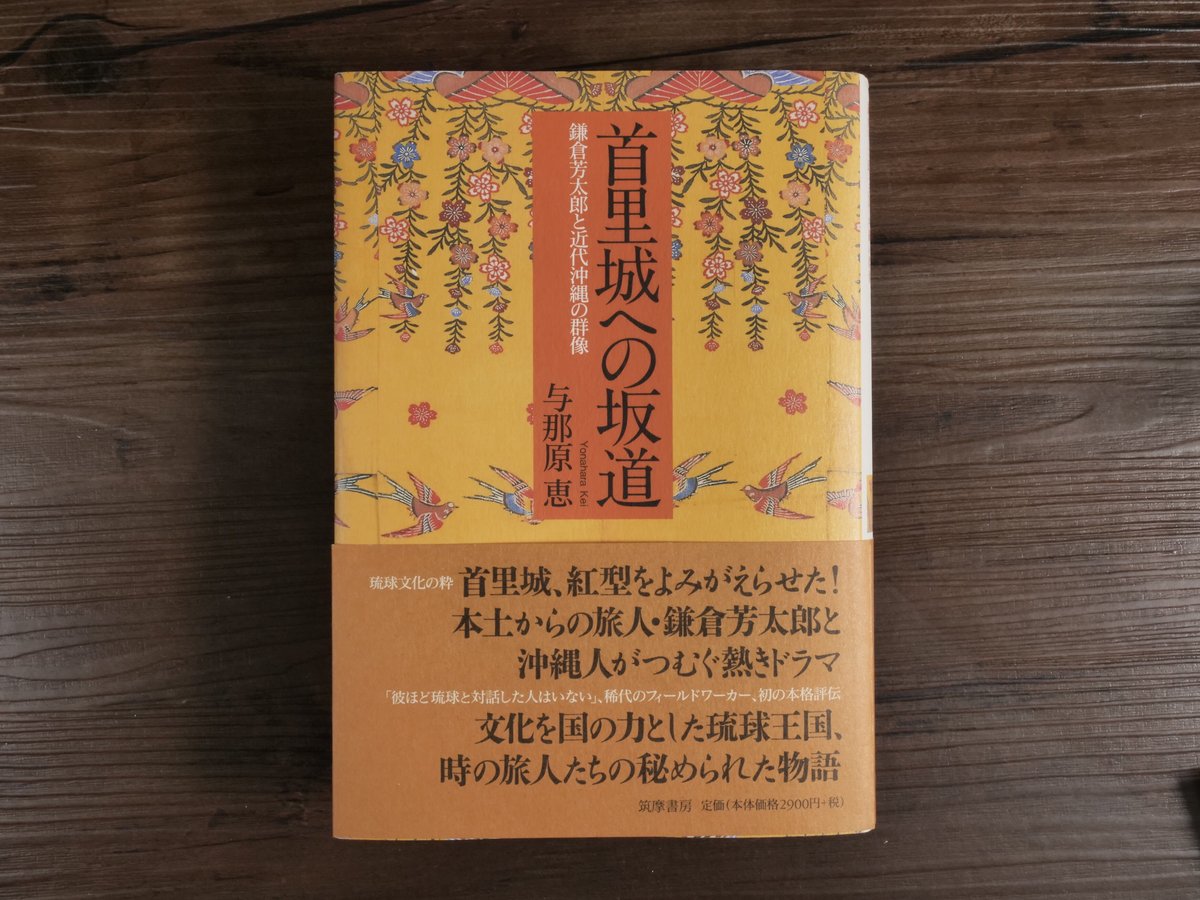 首里城への坂道
鎌倉芳太郎と近代沖縄の群像
与那原 恵
Yonahara Kei
琉球文化の粋 首里城、紅型をよみがえらせた!
本土からの旅人・鎌倉芳太郎と
沖縄人がつむぐ熱きドラマ
「彼ほど琉球と対話した人はいない」、稀代のフィールドワーカー、初の本格評伝
文化を国の力とした琉球王国、
時の旅人たちの秘められた物語
筑摩書房 定価(本体価格2900円+税)